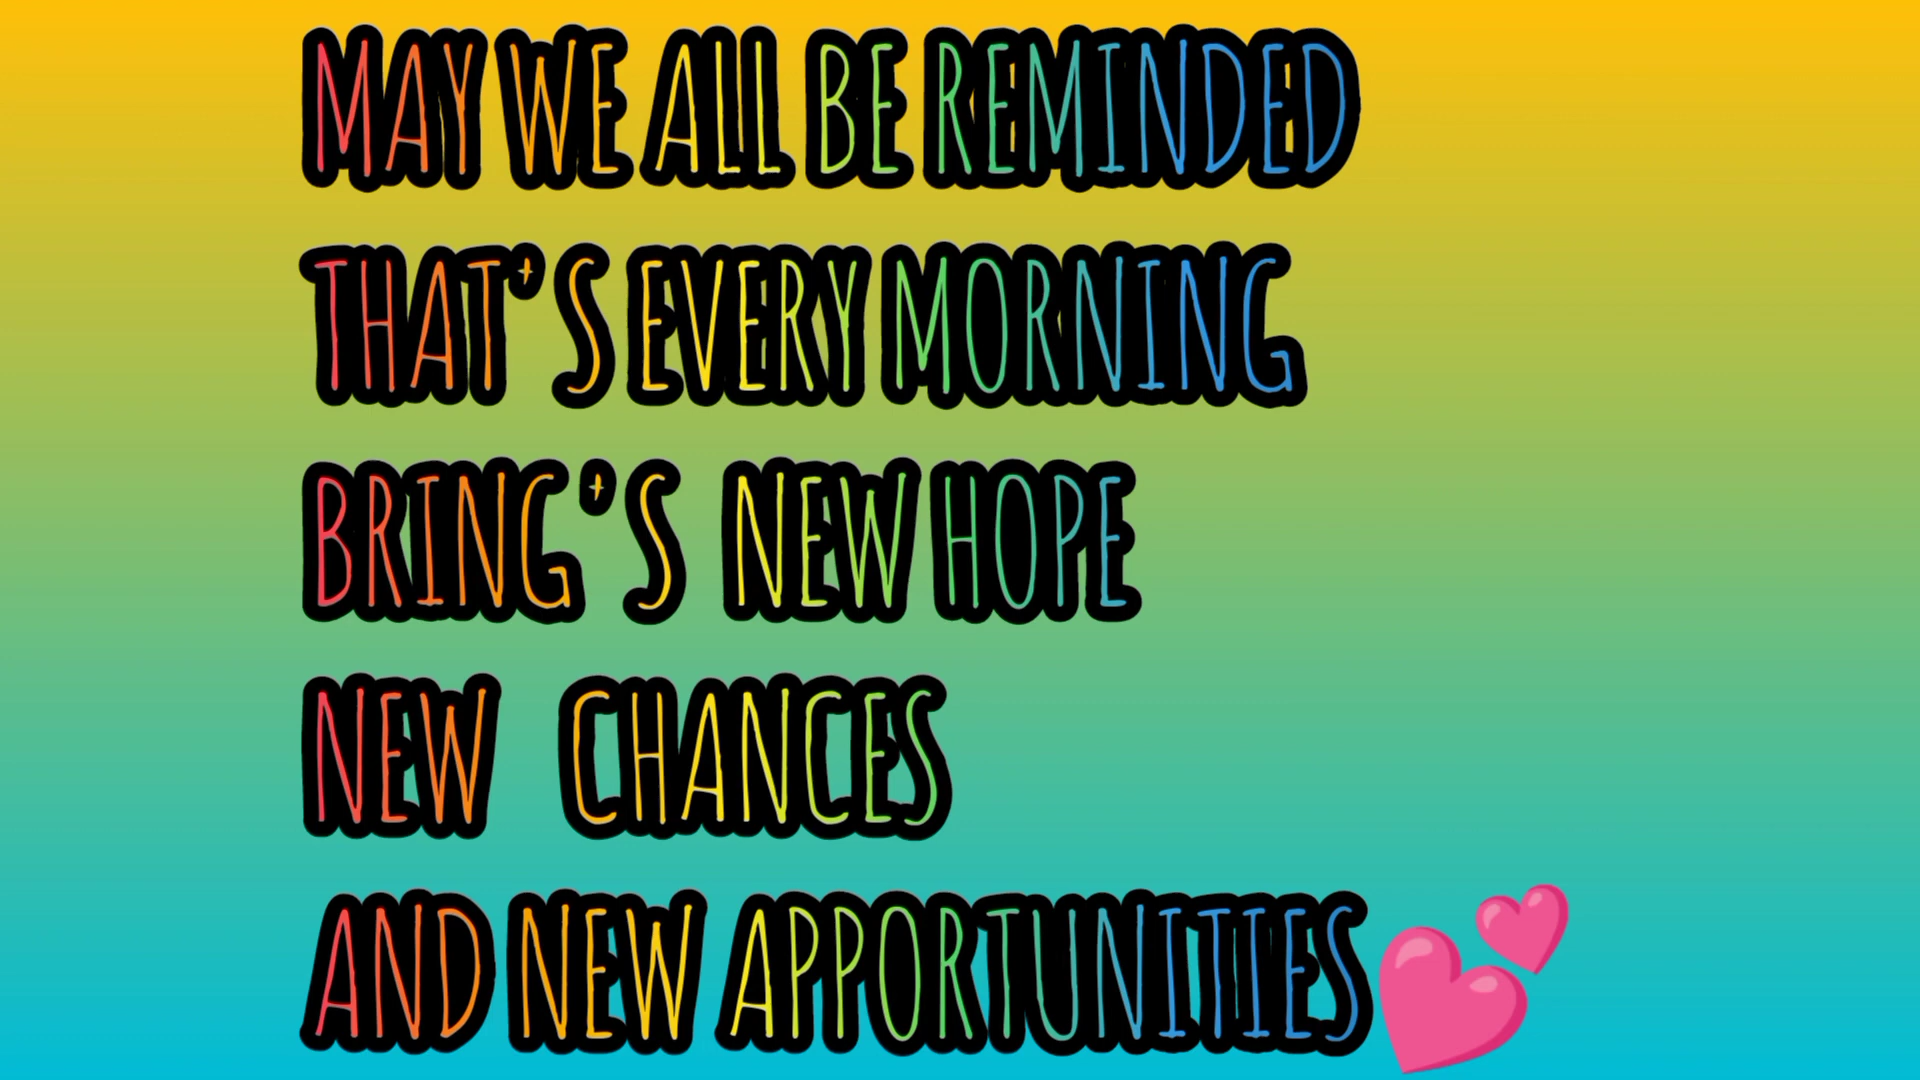 MAY WE ALL BE REMINDED
THAT'S EVERY MORNING
BRING'S NEW HOPE
NEW CHANCES
AND NEW APPORTUNITIES